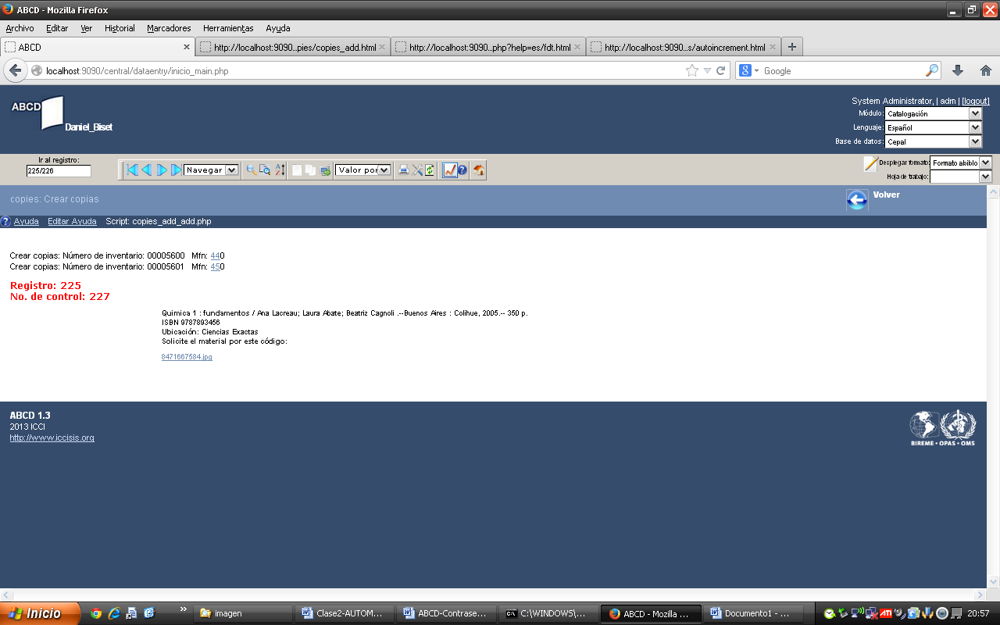 ABCD - Mozilla Firefox
Archivo Editar Ver Historial Marcadores Herramientas Ayuda
ABCD http://localhost:9090...pies/copies_add.html http://localhost:9090...php?help=es/fdt.html http://localhost:9090...s/autoincrement.html
localhost:9090/central/dataentry/inicio_main.php Google
ABCD
Daniel_Biset
System Administrator, | adm | [logout]
Módulo: Catalogación
Lenguaje: Español
Base de datos: Cepal
Ir al registro:
225/226
Navegar Valor por
Desplegar formato: Formato abiblo
Hoja de trabajo:
copies: Crear copias
Volver
Ayuda Editar Ayuda Script: copies_add_add.php
Crear copias: Número de inventario: 00005600 Mfn: 440
Crear copias: Número de inventario: 00005601 Mfn: 450
Registro: 225
No. de control: 227
Quimica 1 : fundamentos / Ana Lacreau; Laura Abate; Beatriz Cagnoli .--Buenos Aires : Colihue, 2005.-- 350 p.
ISBN 9787893456
Ubicación: Ciencias Exactas
Solicite el material por este código:
8471667584.jpg
ABCD 1.3
2013 ICCI
http://www.iccisis.org
BIREME • OPAS • OMS
Inicio » imagen Clase2-AUTOM... ABCD-Contrase... C:\WINDOWS\... ABCD - Mozilla ... Documento1 - ... ATI 20:57